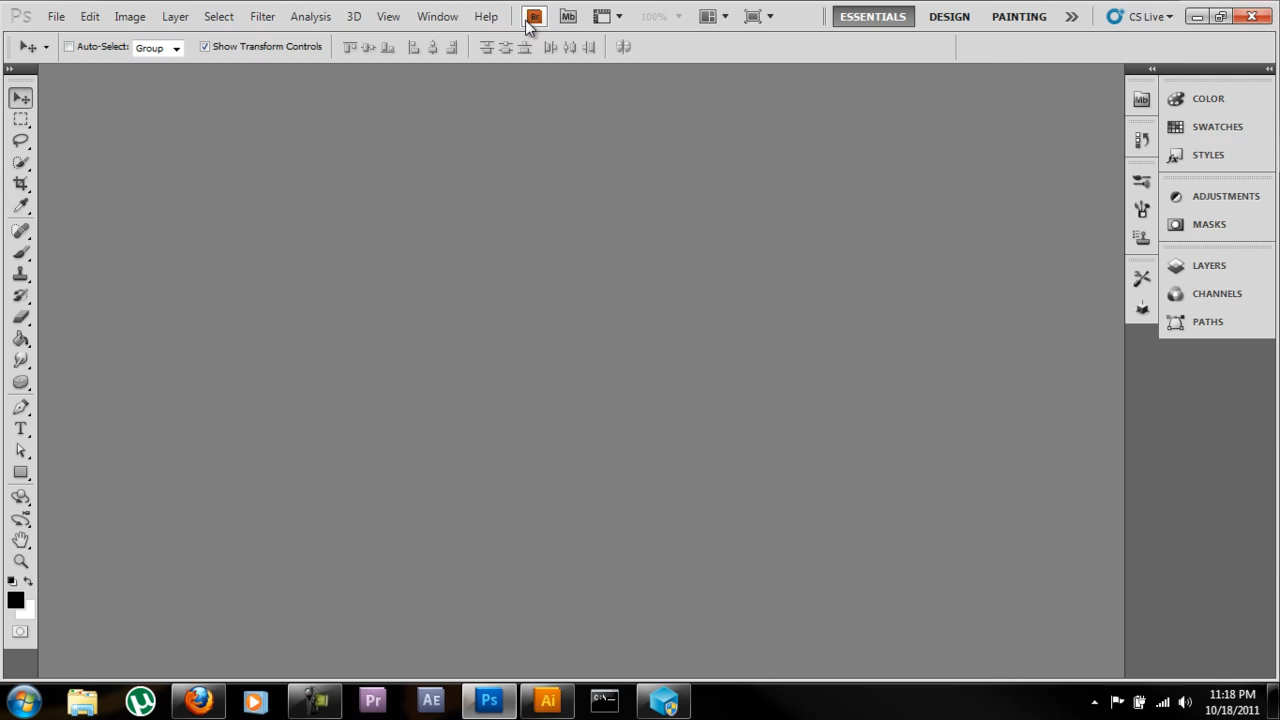 Ps File Edit Image Layer Select Filter Analysis 3D View Window Help Br Mb 100% ESSENTIALS DESIGN PAINTING CS Live
Auto-Select: Group Show Transform Controls
Mb COLOR
SWATCHES
fx STYLES
ADJUSTMENTS
MASKS
LAYERS
CHANNELS
PATHS
T
Pr AE Ps Ai C:\ 11:18 PM
10/18/2011